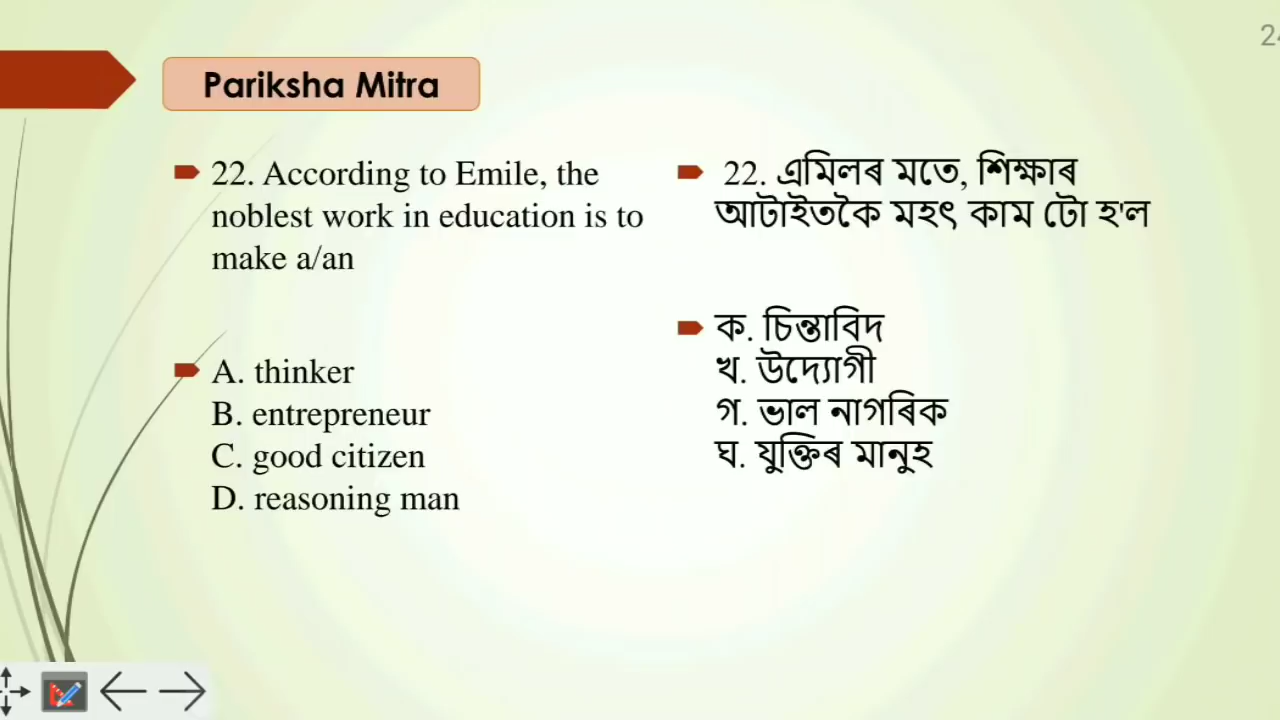 Pariksha Mitra
22. According to Emile, the
noblest work in education is to
make a/an
A. thinker
B. entrepreneur
C. good citizen
D. reasoning man
22. এমিলৰ মতে, শিক্ষাৰ
আটাইতকৈ মহৎ কাম টো হ'ল
ক. চিন্তাবিদ
খ. উদ্যোগী
গ. ভাল নাগৰিক
ঘ. যুক্তিৰ মানুহ